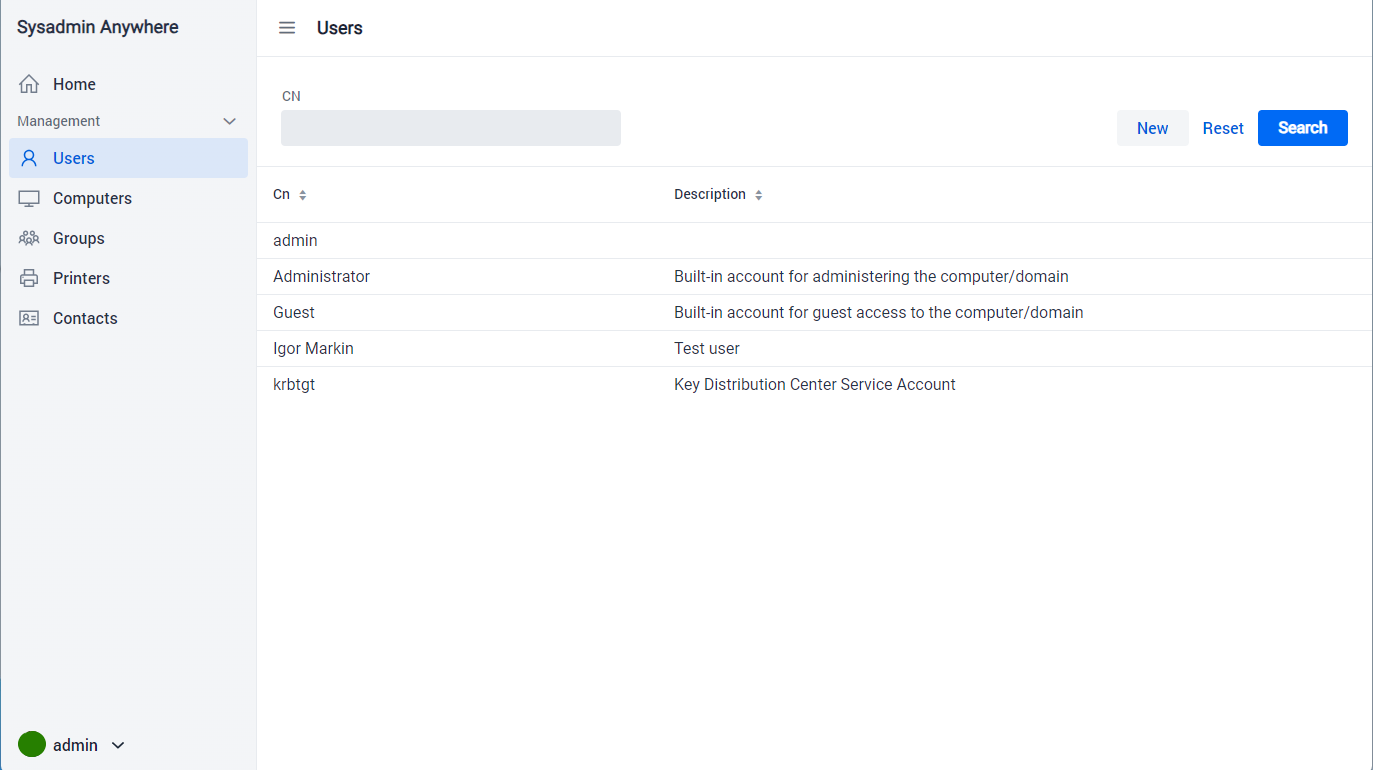 Sysadmin Anywhere
Home
Management
Users
Computers
Groups
Printers
Contacts
admin
Users
CN
New Reset Search
Cn Description
admin
Administrator Built-in account for administering the computer/domain
Guest Built-in account for guest access to the computer/domain
Igor Markin Test user
krbtgt Key Distribution Center Service Account